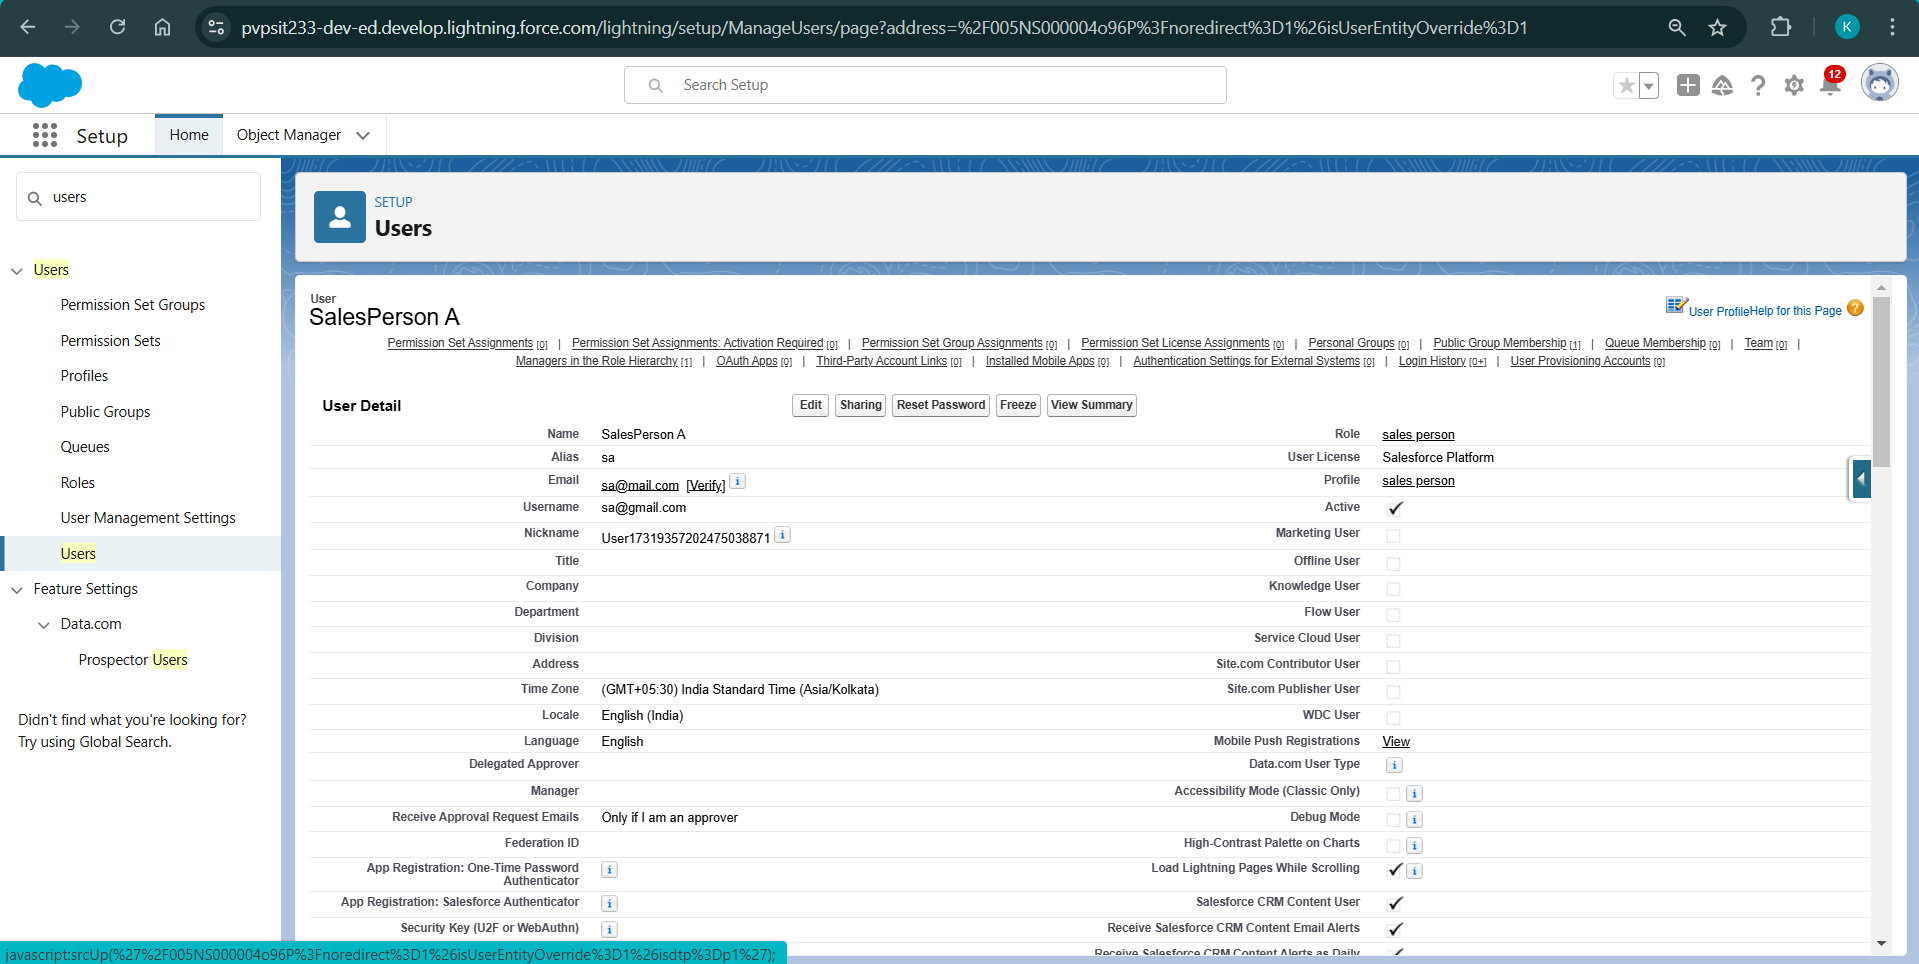 pvpsit233-dev-ed.develop.lightning.force.com/lightning/setup/ManageUsers/page?address=%2F005NS000004o96P%3Fnoredirect%3D1%26isUserEntityOverride%3D1
K
Search Setup
12
Setup
Home
Object Manager
users
SETUP
Users
Users
Permission Set Groups
Permission Sets
Profiles
Public Groups
Queues
Roles
User Management Settings
Users
Feature Settings
Data.com
Prospector Users
Didn't find what you're looking for?
Try using Global Search.
User
SalesPerson A
User Profile Help for this Page ?
Permission Set Assignments [0] | Permission Set Assignments: Activation Required [0] | Permission Set Group Assignments [0] | Permission Set License Assignments [0] | Personal Groups [0] | Public Group Membership [1] | Queue Membership [0] | Team [0] |
Managers in the Role Hierarchy [1] | OAuth Apps [0] | Third-Party Account Links [0] | Installed Mobile Apps [0] | Authentication Settings for External Systems [0] | Login History [0+] | User Provisioning Accounts [0]
User Detail
Edit Sharing Reset Password Freeze View Summary
Name SalesPerson A Role sales person
Alias sa User License Salesforce Platform
Email sa@mail.com [Verify] i Profile sales person
Username sa@gmail.com Active
Nickname User17319357202475038871 i Marketing User
Title Offline User
Company Knowledge User
Department Flow User
Division Service Cloud User
Address Site.com Contributor User
Time Zone (GMT+05:30) India Standard Time (Asia/Kolkata) Site.com Publisher User
Locale English (India) WDC User
Language English Mobile Push Registrations View
Delegated Approver Data.com User Type i
Manager Accessibility Mode (Classic Only) i
Receive Approval Request Emails Only if I am an approver Debug Mode i
Federation ID High-Contrast Palette on Charts i
App Registration: One-Time Password i Load Lightning Pages While Scrolling i
Authenticator
App Registration: Salesforce Authenticator i Salesforce CRM Content User
Security Key (U2F or WebAuthn) i Receive Salesforce CRM Content Email Alerts
Receive Salesforce CRM Content Alerts as Daily
javascript:srcUp(%27%2F005NS000004o96P%3Fnoredirect%3D1%26isUserEntityOverride%3D1%26isdtp%3Dp1%27);